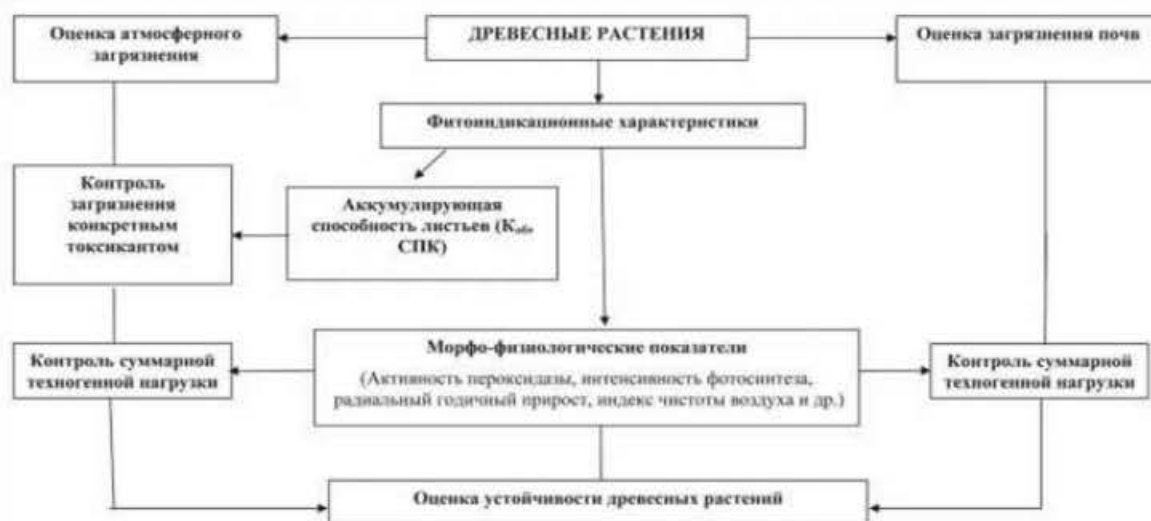 Оценка атмосферного
загрязнения
ДРЕВЕСНЫЕ РАСТЕНИЯ
Оценка загрязнения почв
Фитоиндикационные характеристики
Контроль
загрязнения
конкретным
токсикантом
Аккумулирующая
способность листьев
СПК)
Контроль суммарной
техногенной нагрузки
Морфо-физиологические показатели
(Активность пероксидазы, интенсивность фотосинтеза,
радиальный годичный прирост, индекс чистоты воздуха и др.)
Контроль суммарной
техногенной нагрузки
Оценка устойчивости древесных растений